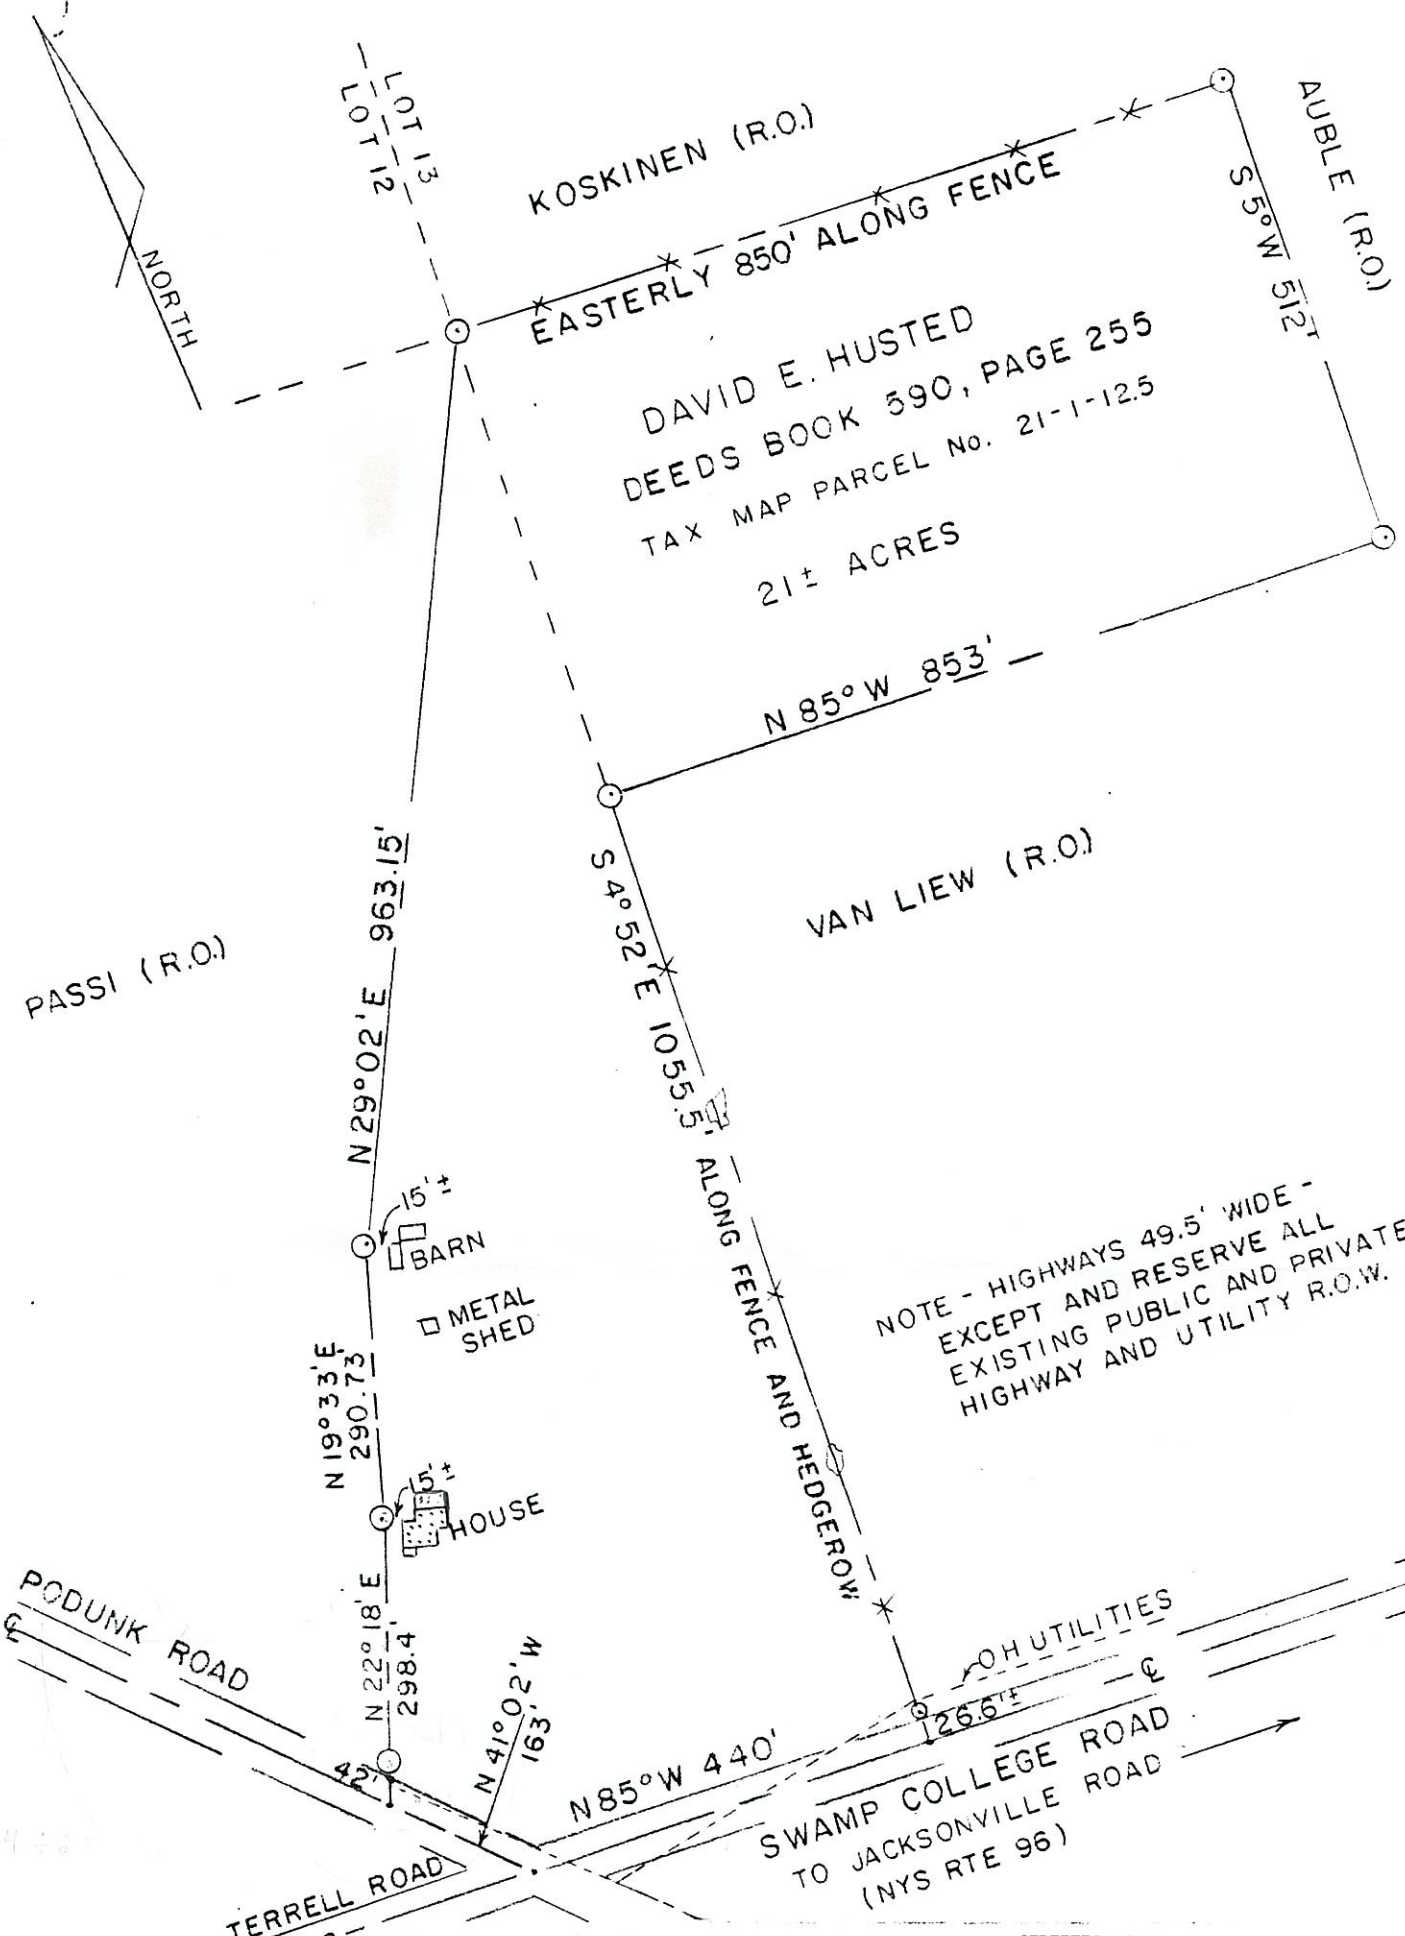 LOT 13
LOT 12
NORTH
KOSKINEN (R.O.)
AUBLE (R.O.)
EASTERLY 850' ALONG FENCE
S 5° W 512'
DAVID E. HUSTED
DEEDS BOOK 590, PAGE 255
TAX MAP PARCEL No. 21-1-12.5
21± ACRES
N 85° W 853'
VAN LIEW (R.O.)
PASSI (R.O.)
N 29° 02' E 963.15'
S 4° 52' E 1055.5' ALONG FENCE AND HEDGEROW
15'±
BARN
METAL
SHED
N 19° 33' E
290.73'
15'±
HOUSE
NOTE - HIGHWAYS 49.5' WIDE -
EXCEPT AND RESERVE ALL
EXISTING PUBLIC AND PRIVATE
HIGHWAY AND UTILITY R.O.W.
PODUNK ROAD
℄
N 22° 18' E
298.4'
N 41° 02' W
163'
42'
OH UTILITIES
℄
26.6'±
N 85° W 440'
SWAMP COLLEGE ROAD
TO JACKSONVILLE ROAD
(NYS RTE 96)
TERRELL ROAD